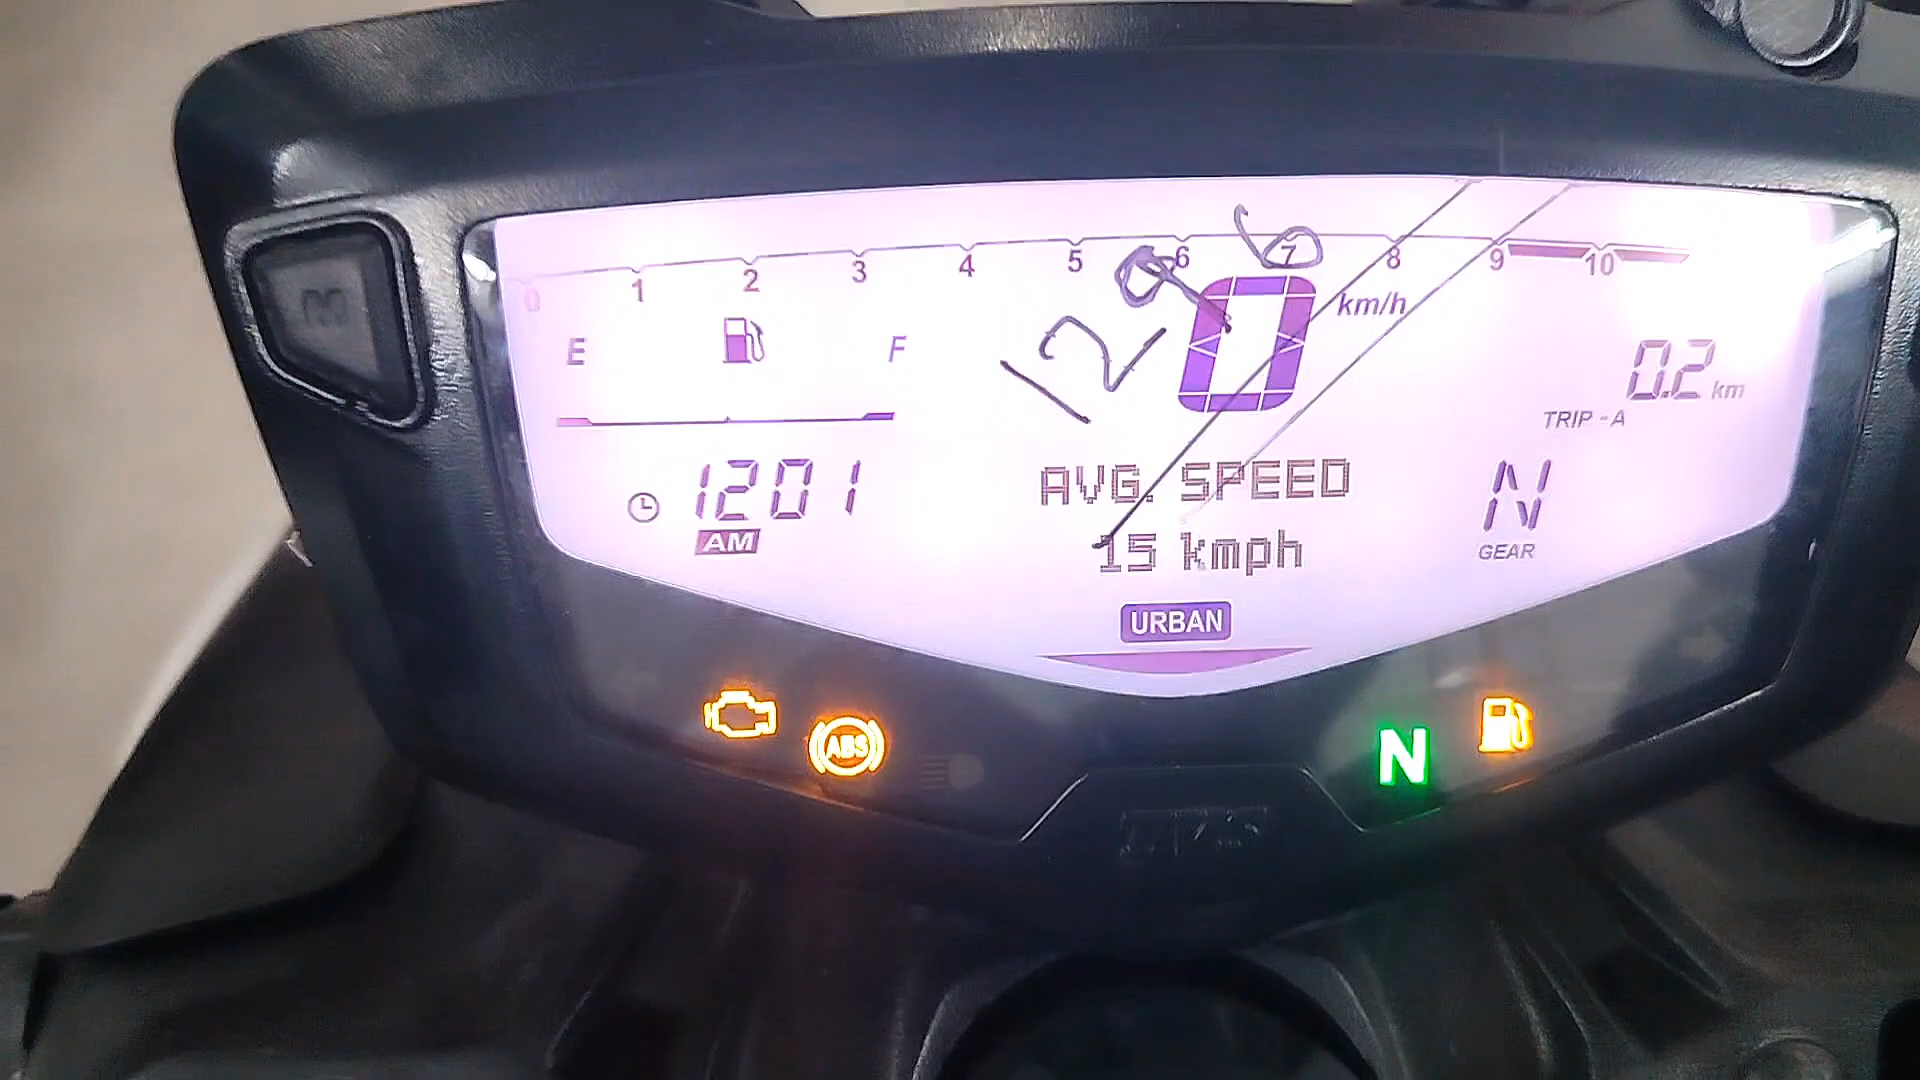 0 1 2 3 4 5 6 7 8 9 10
E F
0 km/h
0.2 km
TRIP - A
1201
AM
AVG. SPEED
15 kmph
N
GEAR
URBAN
ABS
N